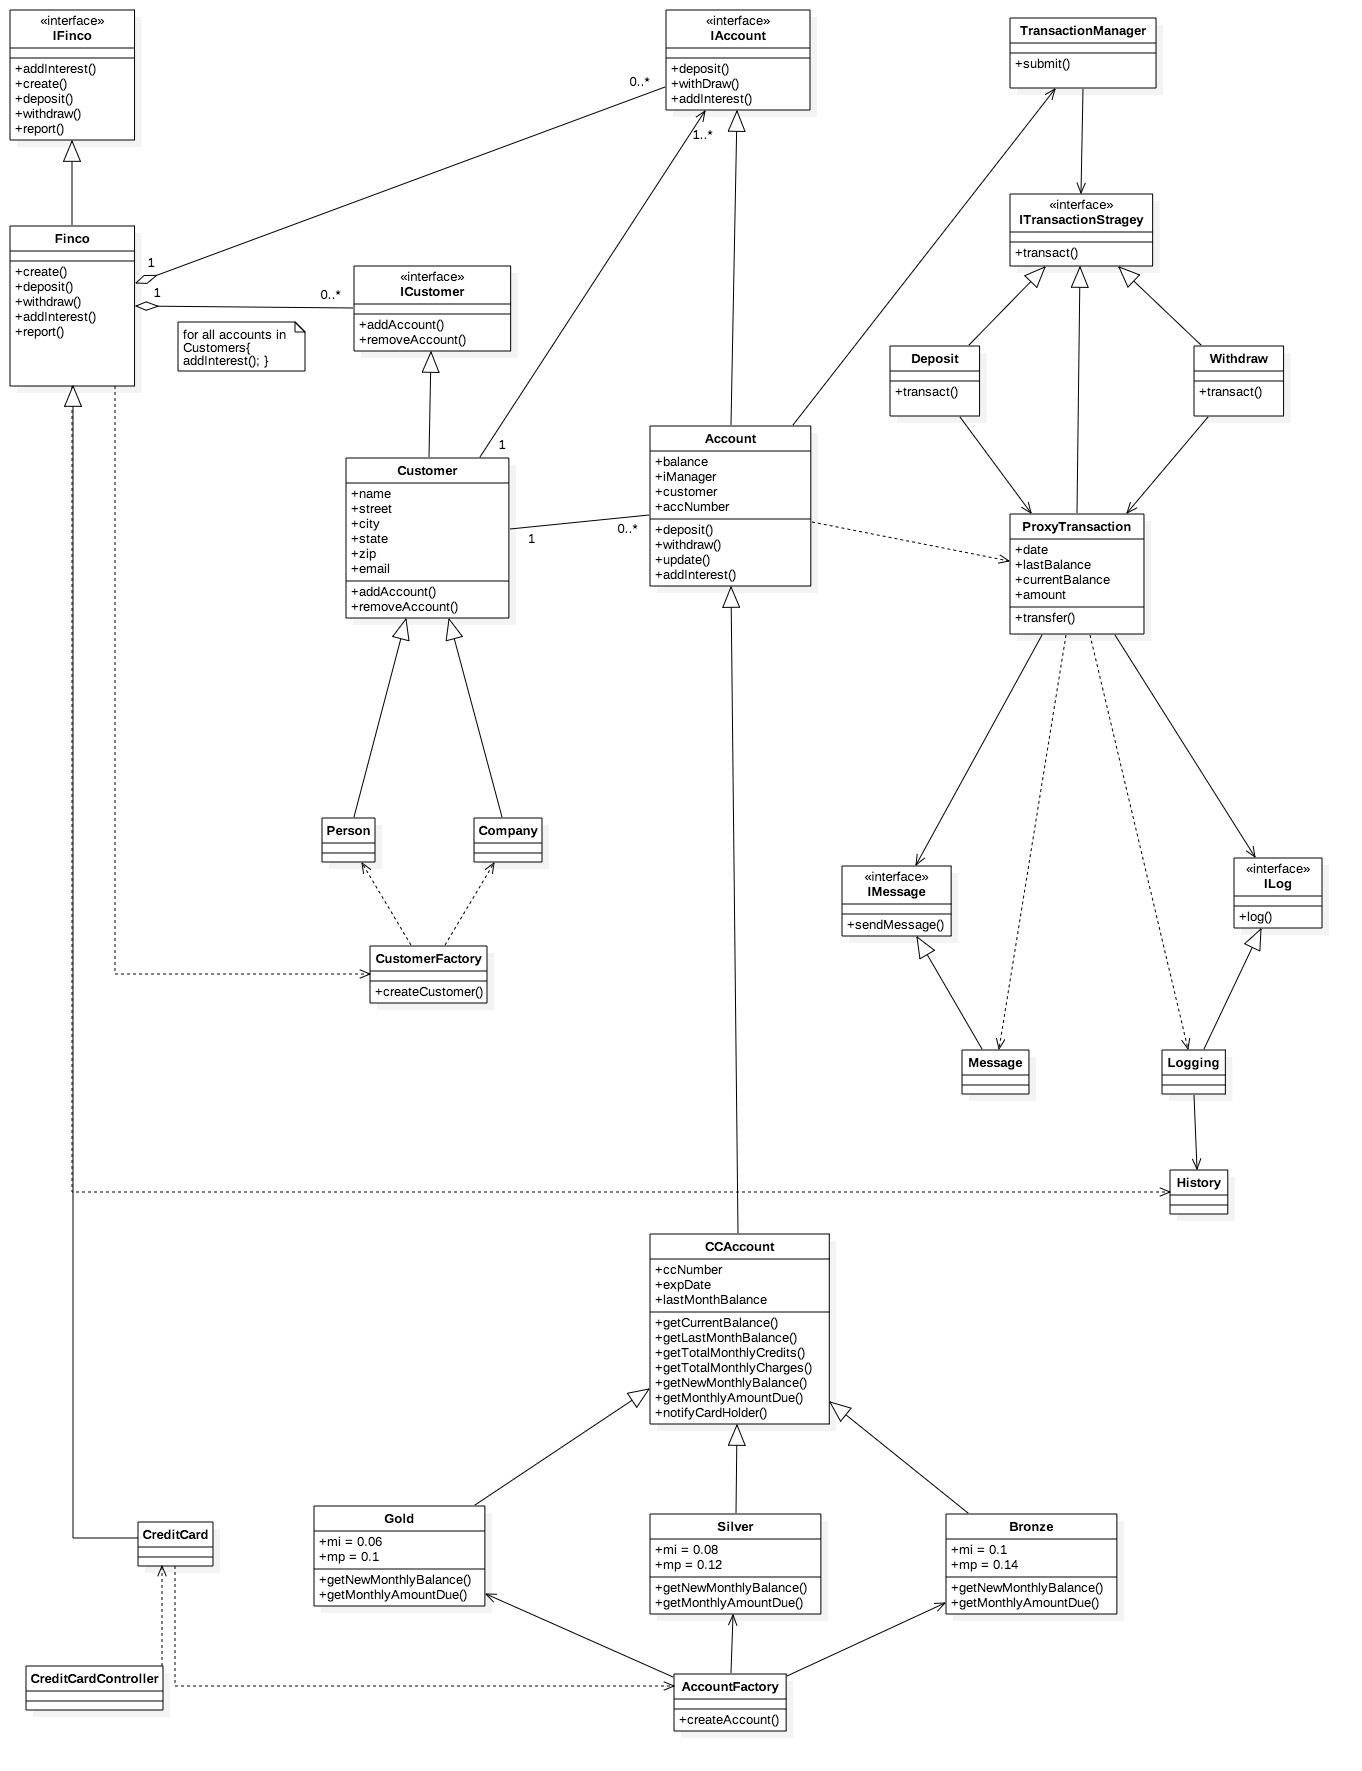 «interface»
IFinco
+addInterest()
+create()
+deposit()
+withdraw()
+report()
«interface»
IAccount
+deposit()
+withDraw()
+addInterest()
TransactionManager
+submit()
0..*
1..*
«interface»
ITransactionStragey
+transact()
Finco
+create()
+deposit()
+withdraw()
+addInterest()
+report()
1
1
0..*
«interface»
ICustomer
+addAccount()
+removeAccount()
for all accounts in
Customers{
addInterest(); }
Deposit
+transact()
Withdraw
+transact()
Customer
+name
+street
+city
+state
+zip
+email
+addAccount()
+removeAccount()
1
1
0..*
Account
+balance
+iManager
+customer
+accNumber
+deposit()
+withdraw()
+update()
+addInterest()
ProxyTransaction
+date
+lastBalance
+currentBalance
+amount
+transfer()
Person
Company
«interface»
IMessage
+sendMessage()
«interface»
ILog
+log()
CustomerFactory
+createCustomer()
Message
Logging
History
CCAccount
+ccNumber
+expDate
+lastMonthBalance
+getCurrentBalance()
+getLastMonthBalance()
+getTotalMonthlyCredits()
+getTotalMonthlyCharges()
+getNewMonthlyBalance()
+getMonthlyAmountDue()
+notifyCardHolder()
CreditCard
Gold
+mi = 0.06
+mp = 0.1
+getNewMonthlyBalance()
+getMonthlyAmountDue()
Silver
+mi = 0.08
+mp = 0.12
+getNewMonthlyBalance()
+getMonthlyAmountDue()
Bronze
+mi = 0.1
+mp = 0.14
+getNewMonthlyBalance()
+getMonthlyAmountDue()
CreditCardController
AccountFactory
+createAccount()